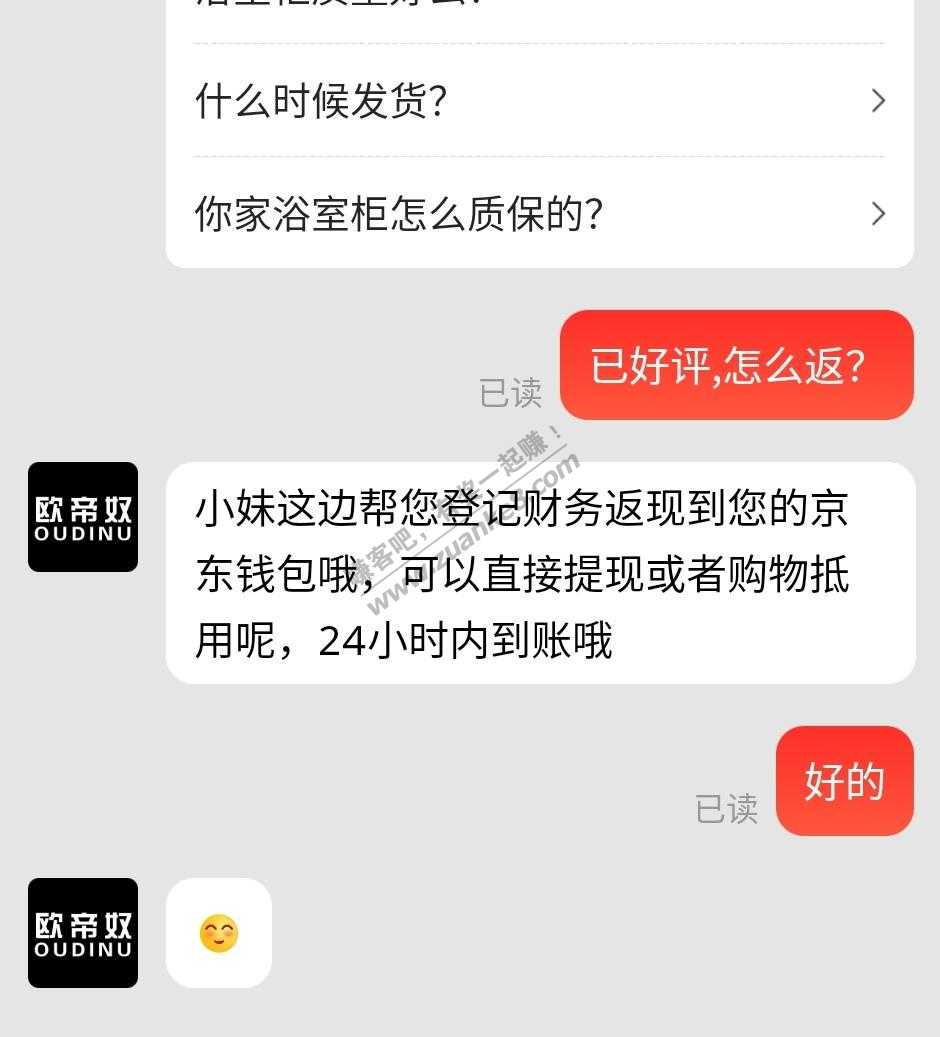 什么时候发货？
你家浴室柜怎么质保的？
已好评,怎么返？
已读
欧帝奴
OUDINU
小妹这边帮您登记财务返现到您的京
东钱包哦，可以直接提现或者购物抵
用呢，24小时内到账哦
赚客吧，有奖一起赚！
www.zuanke8.com
好的
已读
欧帝奴
OUDINU